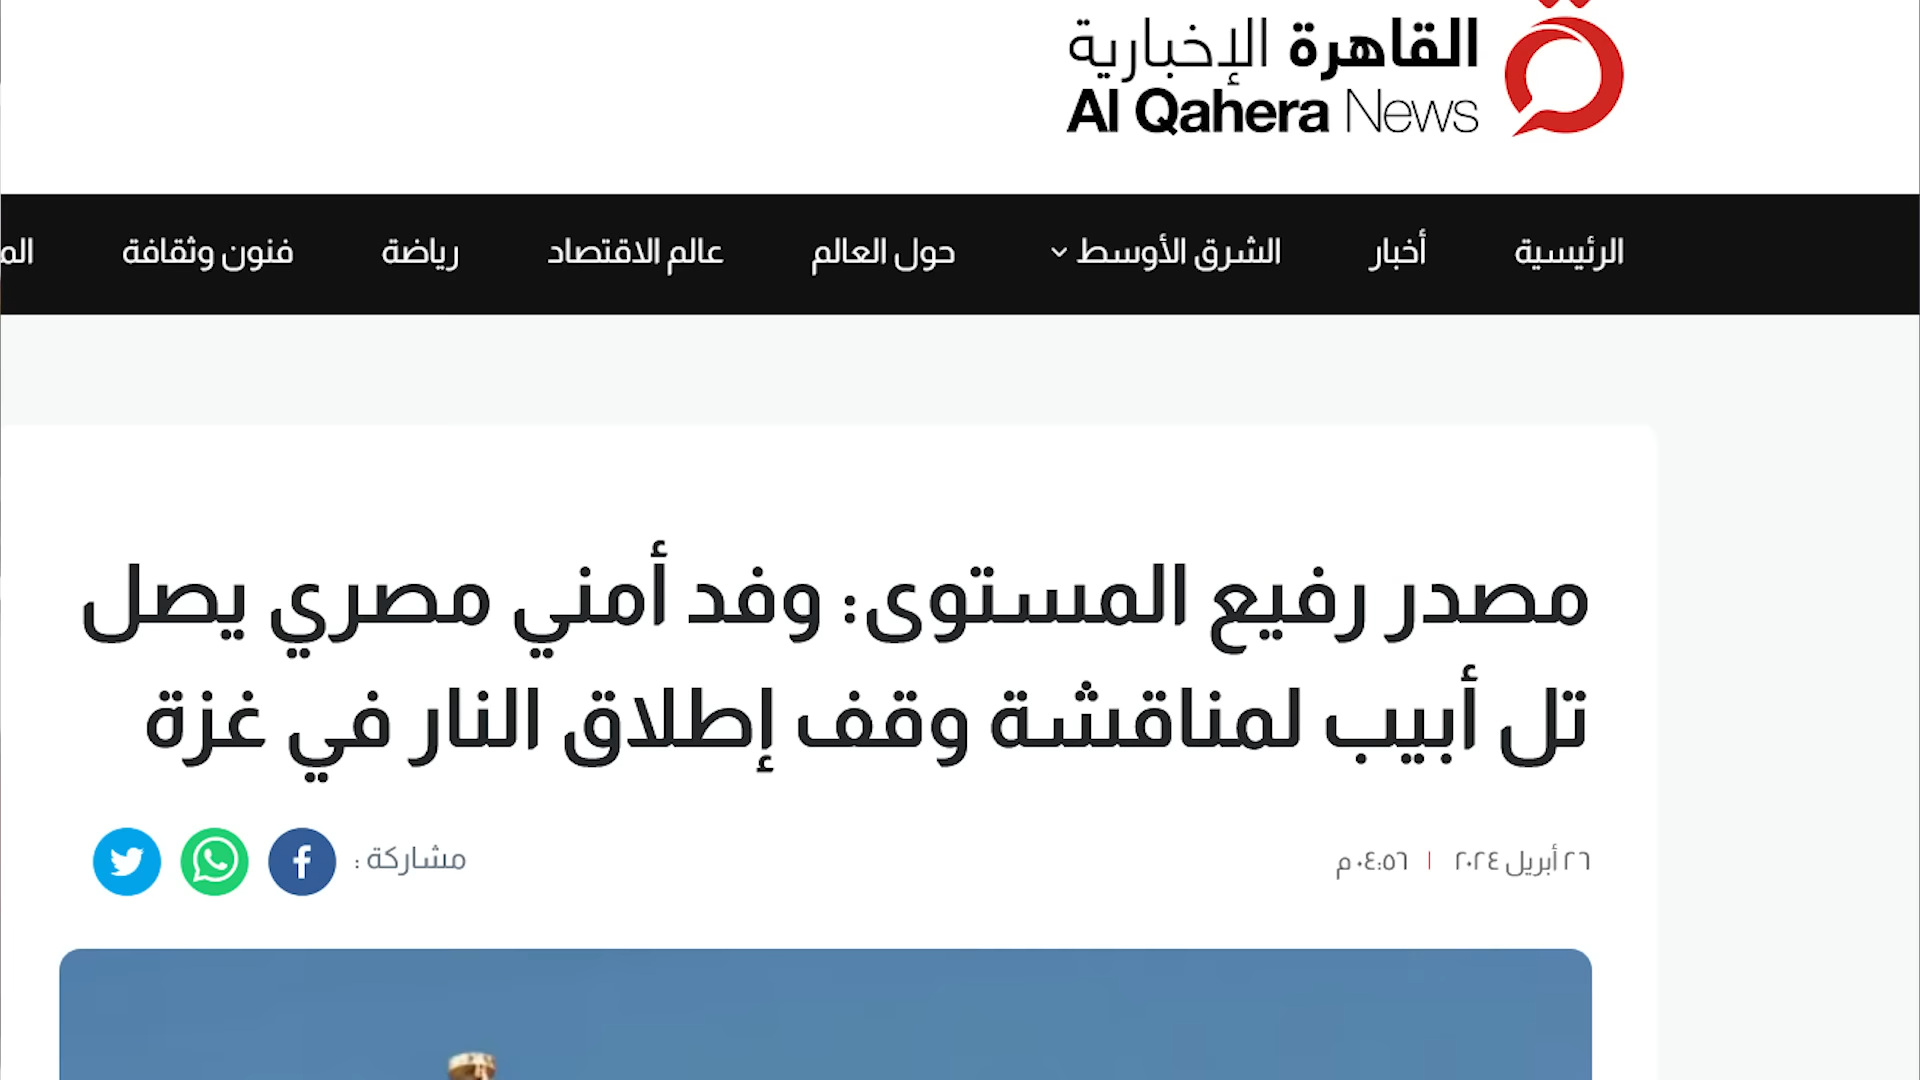 القاهرة الإخبارية
Al Qahera News
الرئيسية أخبار الشرق الأوسط حول العالم عالم الاقتصاد رياضة فنون وثقافة
مصدر رفيع المستوى: وفد أمني مصري يصل
تل أبيب لمناقشة وقف إطلاق النار في غزة
٢٦ أبريل ٢٠٢٤ | ٠٤:٥٦ م
مشاركة :